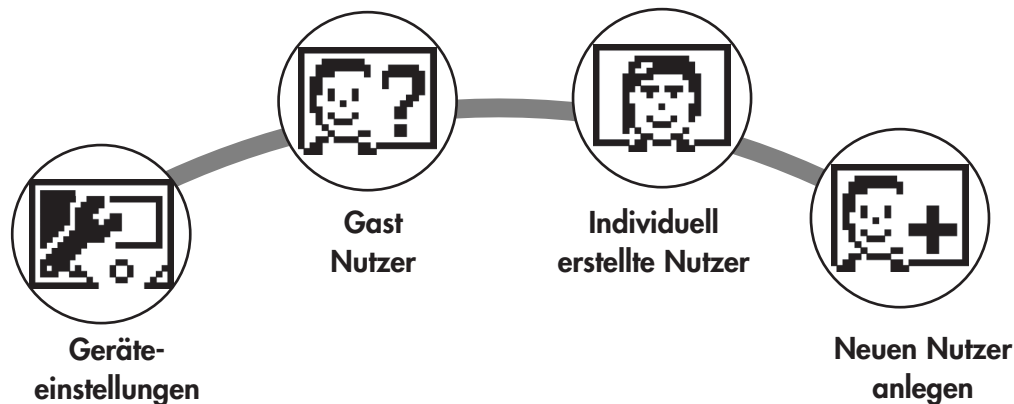 Gast
Nutzer
Individuell
erstellte Nutzer
Geräte-
einstellungen
Neuen Nutzer
anlegen